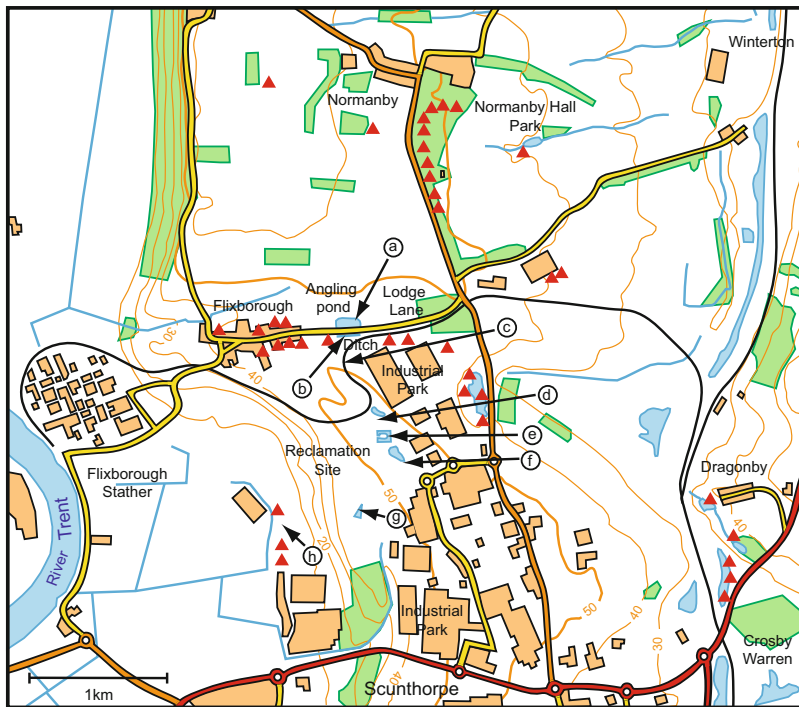 Winterton
Normanby
Normanby Hall
Park
a
Angling
pond
Lodge
Lane
Flixborough
30
c
Ditch
40
b
Industrial
Park
d
e
Reclamation
Site
f
Flixborough
Stather
Dragonby
50
g
40
h
20
River Trent
Industrial
Park
50
40
30
Crosby
Warren
40
1km
Scunthorpe